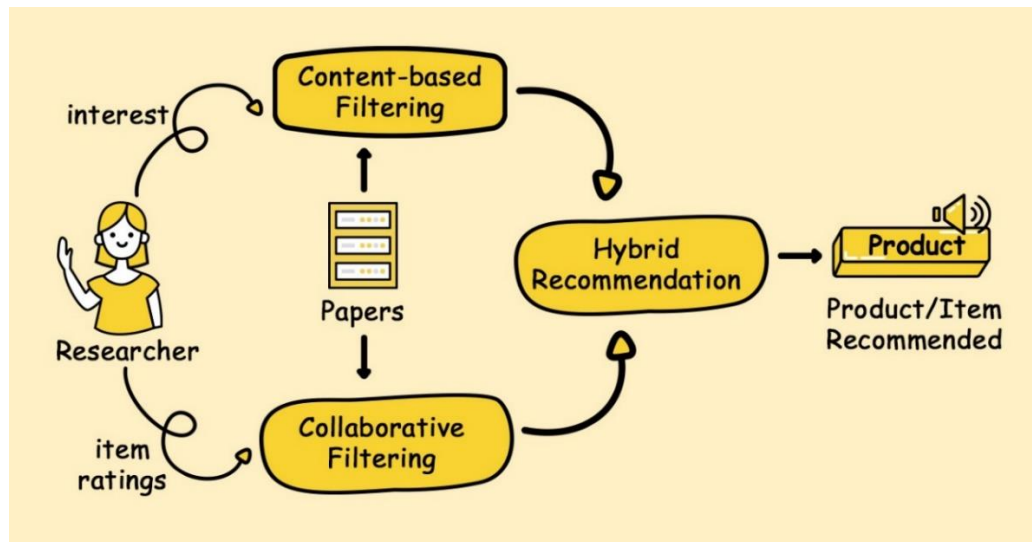 interest
Content-based
Filtering
Researcher
Papers
item
ratings
Collaborative
Filtering
Hybrid
Recommendation
Product
Product/Item
Recommended